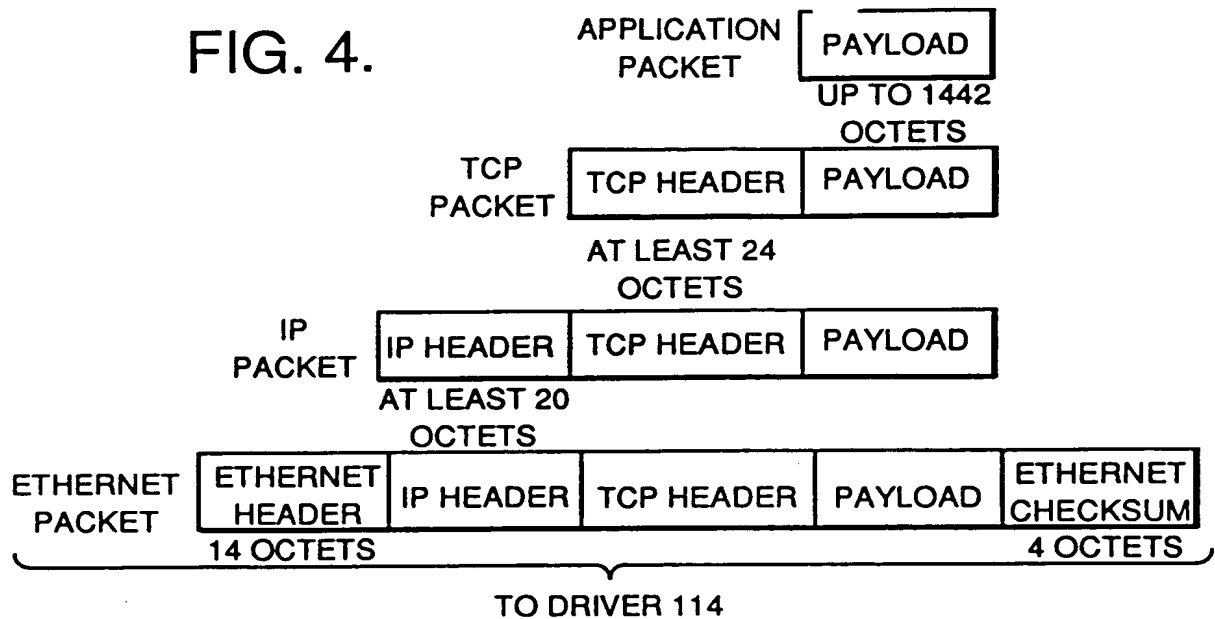 FIG. 4.
APPLICATION
PACKET
PAYLOAD
UP TO 1442
OCTETS
TCP
PACKET
TCP HEADER
PAYLOAD
AT LEAST 24
OCTETS
IP
PACKET
IP HEADER
TCP HEADER
PAYLOAD
AT LEAST 20
OCTETS
ETHERNET
PACKET
ETHERNET
HEADER
IP HEADER
TCP HEADER
PAYLOAD
ETHERNET
CHECKSUM
14 OCTETS
4 OCTETS
TO DRIVER 114